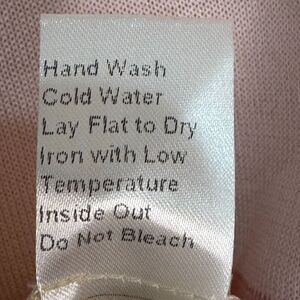 Hand Wash
Cold Water
Lay Flat to Dry
Iron with Low
Temperature
Inside Out
Do Not Bleach